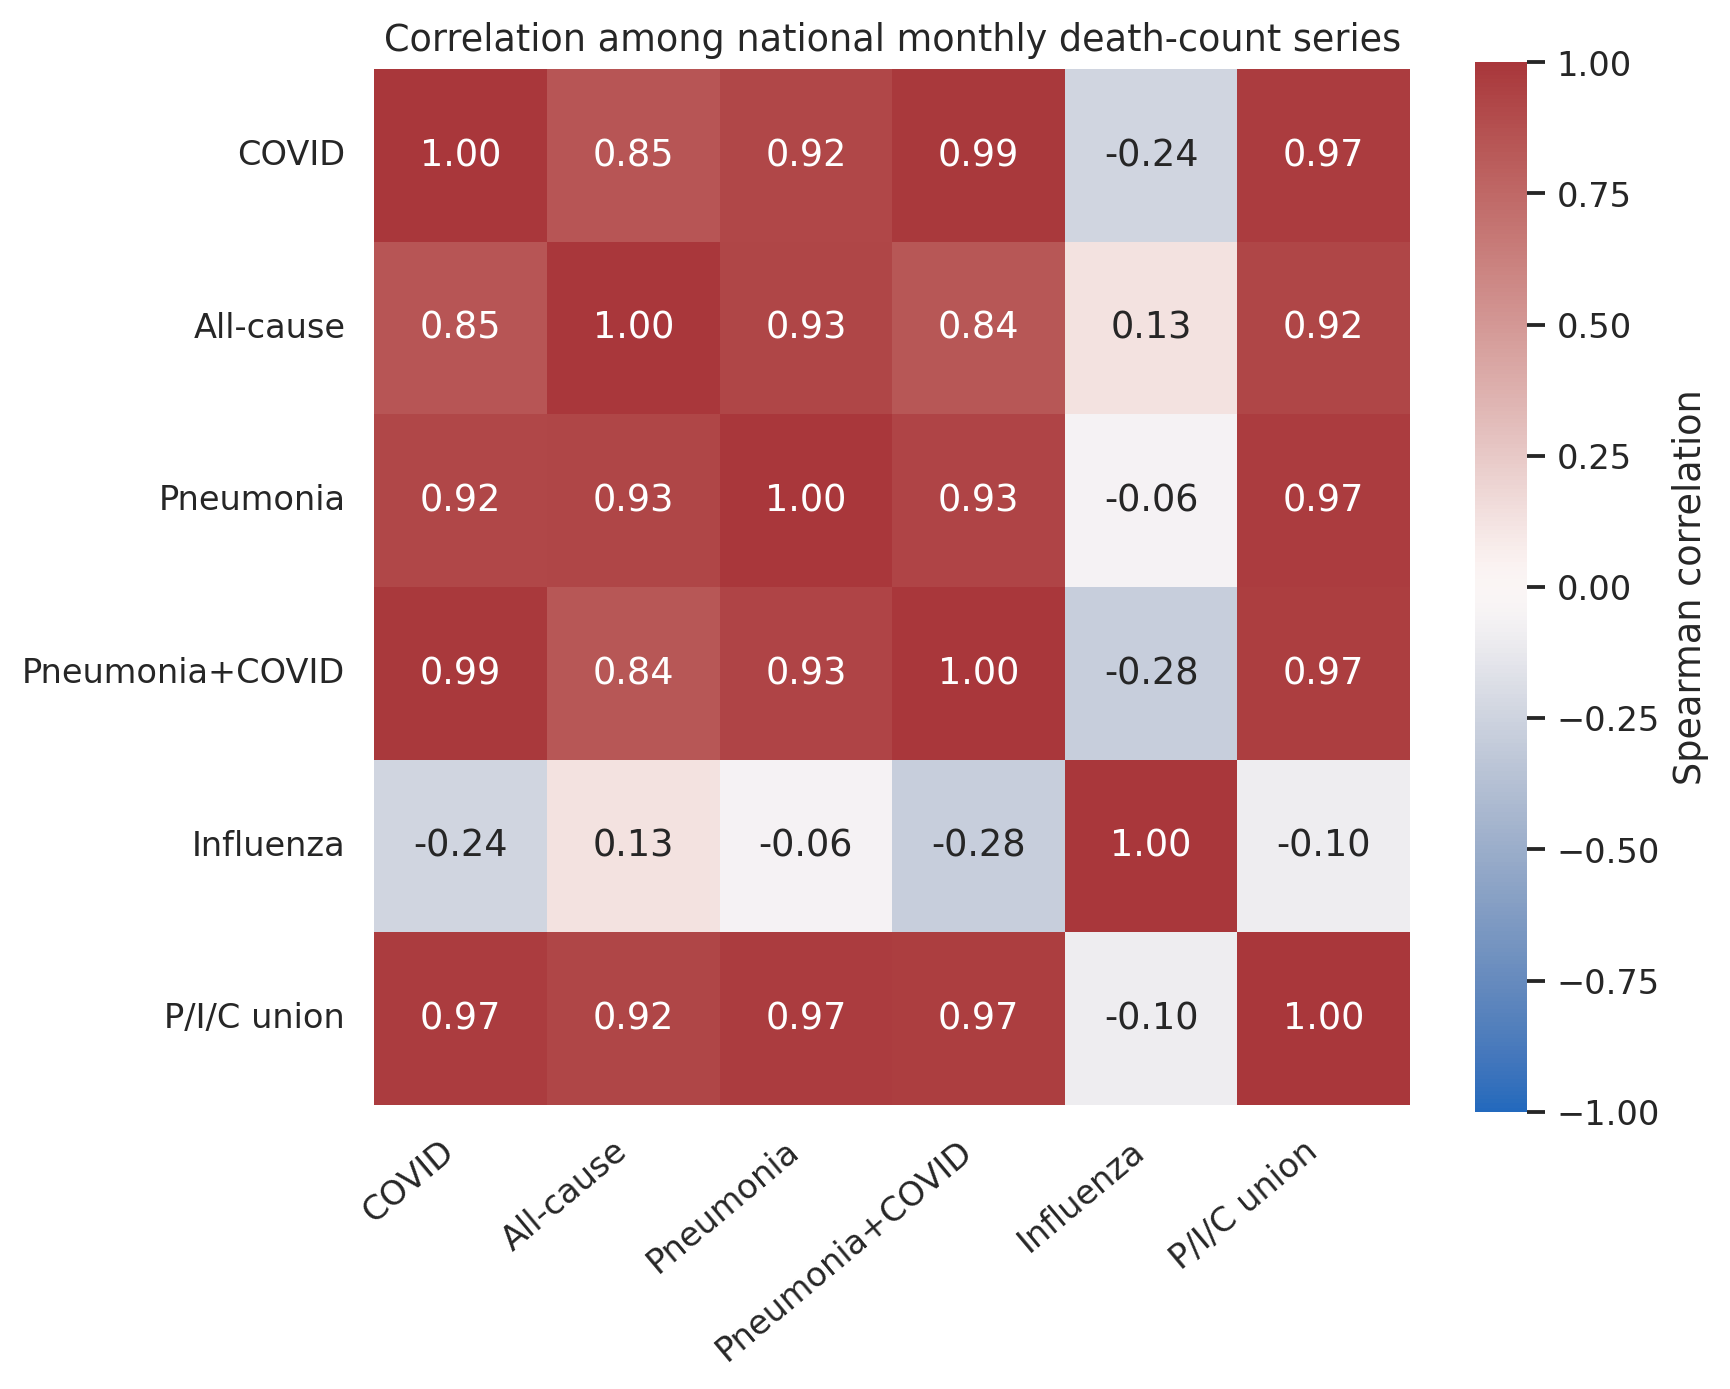 Correlation among national monthly death-count series
COVID 1.00 0.85 0.92 0.99 -0.24 0.97
All-cause 0.85 1.00 0.93 0.84 0.13 0.92
Pneumonia 0.92 0.93 1.00 0.93 -0.06 0.97
Pneumonia+COVID 0.99 0.84 0.93 1.00 -0.28 0.97
Influenza -0.24 0.13 -0.06 -0.28 1.00 -0.10
P/I/C union 0.97 0.92 0.97 0.97 -0.10 1.00
COVID
All-cause
Pneumonia
Pneumonia+COVID
Influenza
P/I/C union
1.00
0.75
0.50
0.25
0.00
−0.25
−0.50
−0.75
−1.00
Spearman correlation